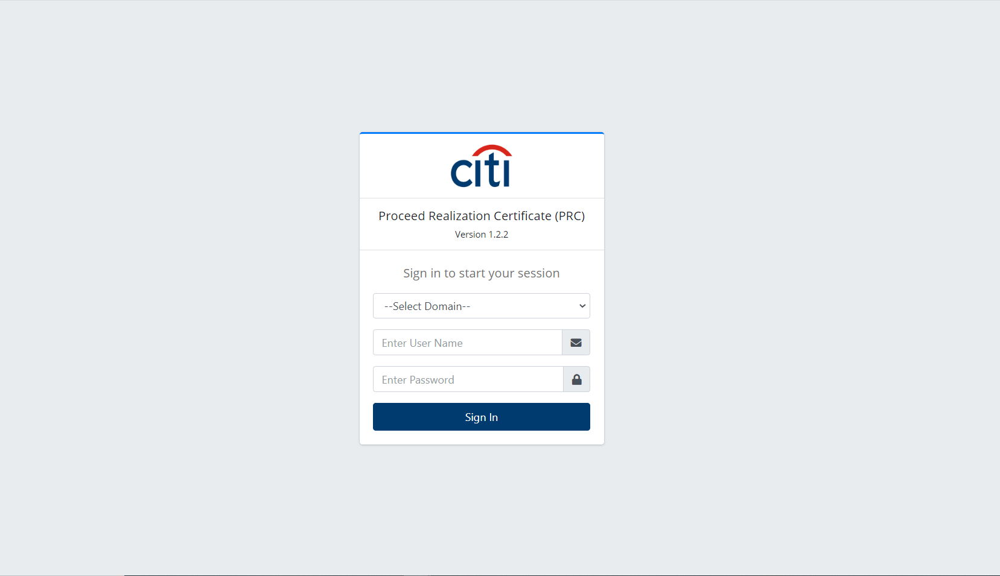 citi
Proceed Realization Certificate (PRC)
Version 1.2.2
Sign in to start your session
--Select Domain--
Enter User Name
Enter Password
Sign In